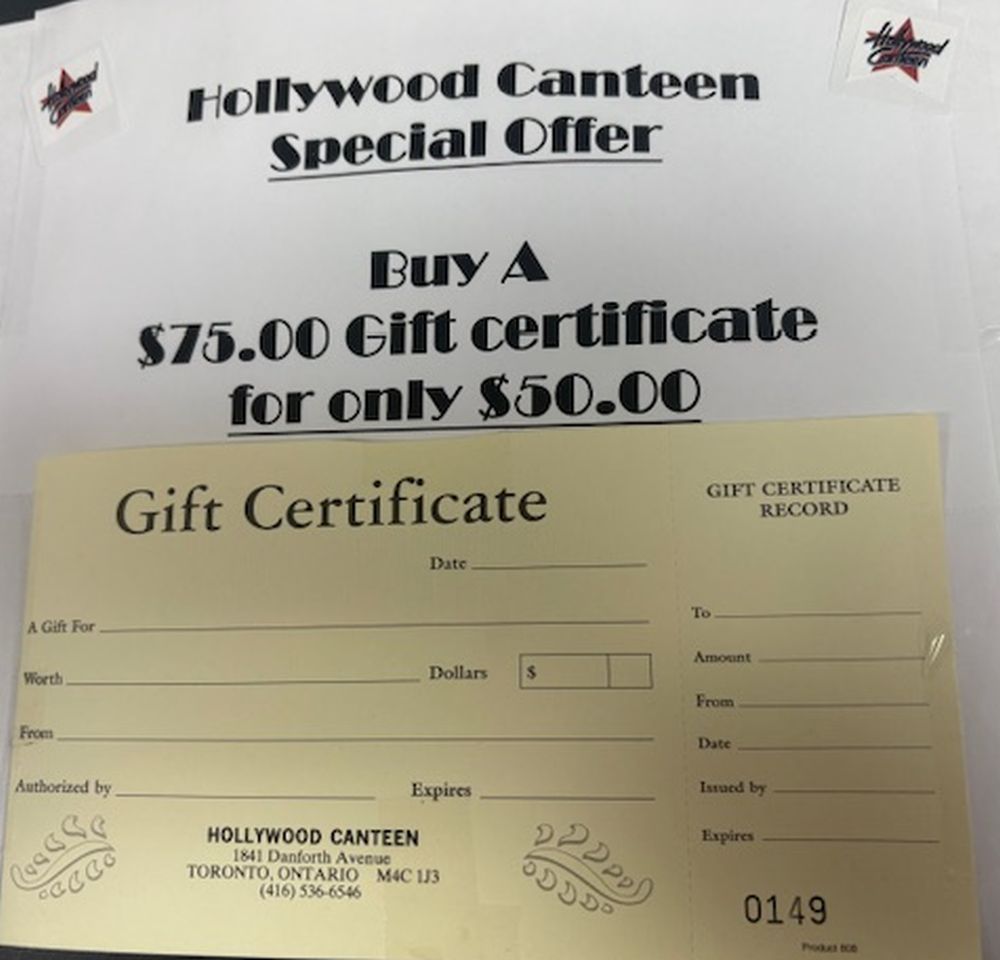 Hollywood Canteen
Hollywood Canteen
Hollywood Canteen
Special Offer
Buy A
$75.00 Gift certificate
for only $50.00
Gift Certificate
Date
A Gift For
Worth Dollars $
From
Authorized by Expires
HOLLYWOOD CANTEEN
1841 Danforth Avenue
TORONTO, ONTARIO M4C 1J3
(416) 536-6546
GIFT CERTIFICATE
RECORD
To
Amount
From
Date
Issued by
Expires
0149
Product 808